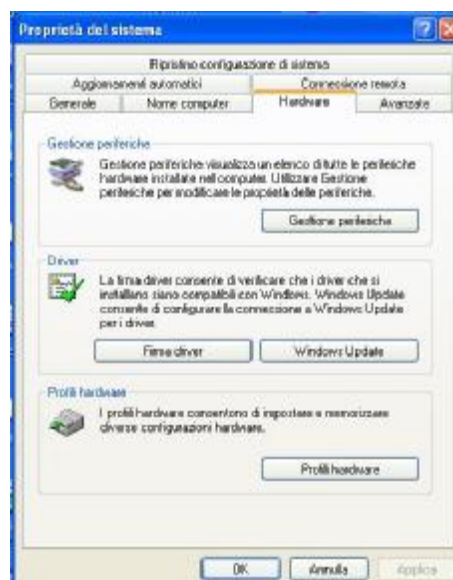 Proprietà del sistema
Ripristino configurazione di sistema
Aggiornamenti automatici Connessione remota
Generale Nome computer Hardware Avanzate
Gestione periferiche
Gestione periferiche visualizza un elenco di tutte le periferiche
hardware installate nel computer. Utilizzare Gestione
periferiche per modificare le proprietà delle periferiche.
Gestione periferiche
Driver
La firma driver consente di verificare che i driver che si
installano siano compatibili con Windows. Windows Update
consente di configurare la connessione a Windows Update
per i driver.
Firma driver Windows Update
Profili hardware
I profili hardware consentono di impostare e memorizzare
diverse configurazioni hardware.
Profili hardware
OK Annulla Applica